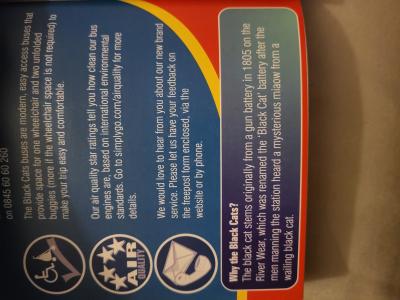 on 0845 60 60 260
The Black Cats buses are modern, easy access buses that
provide space for one wheelchair and two unfolded
buggies (more if the wheelchair space is not required) to
make your trip easy and comfortable.
Our air quality star ratings tell you how clean our bus
engines are, based on international environmental
standards. Go to simplygo.com/airquality for more
details.
AIR
QUALITY
We would love to hear from you about our new brand
service. Please let us have your feedback on
the freepost form enclosed, via the
website or by phone.
Why the Black Cats?
The black cat stems originally from a gun battery in 1805 on the
River Wear, which was renamed the 'Black Cat' battery after the
men manning the station heard a mysterious miaow from a
wailing black cat.